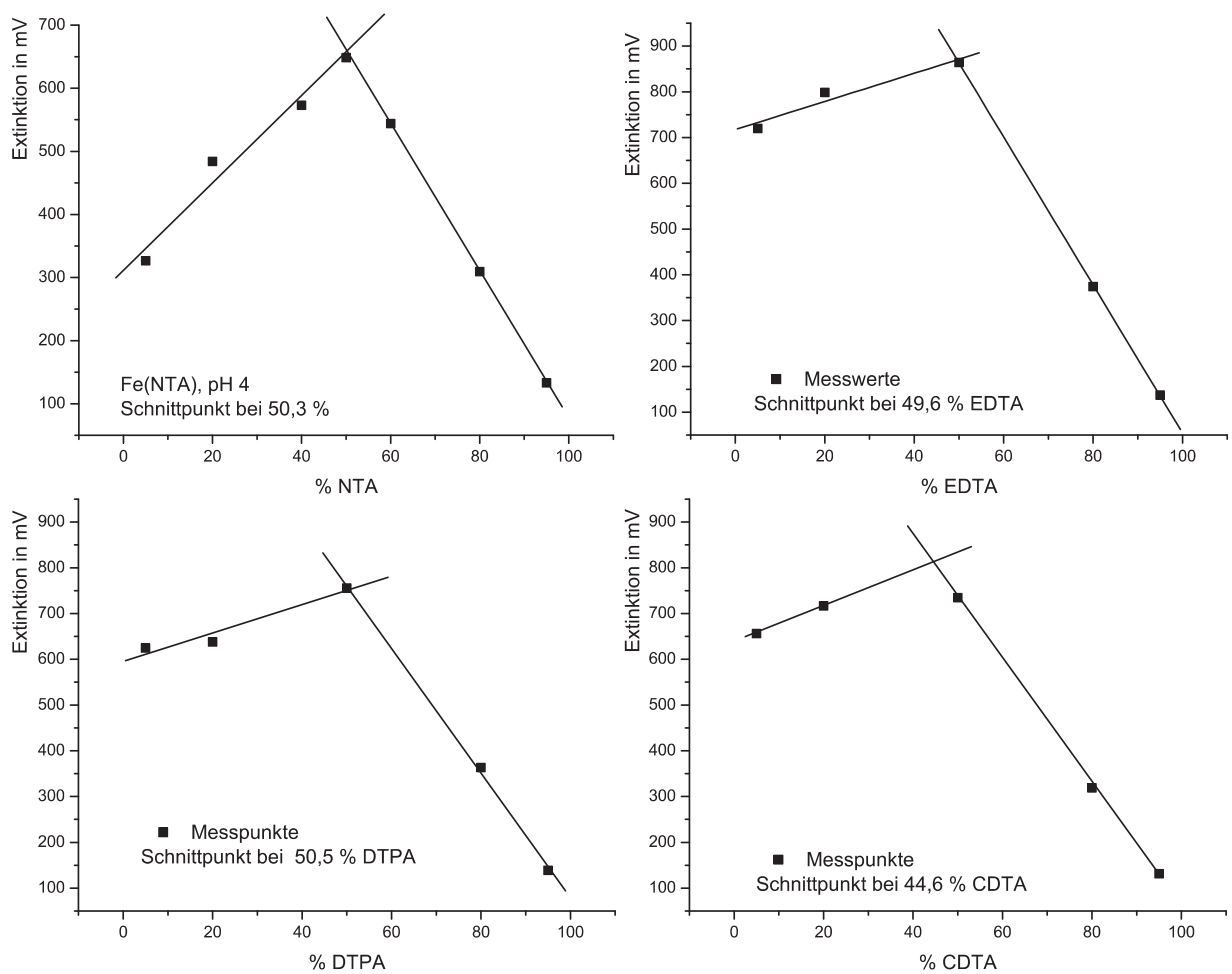 Extinktion in mV
700
600
500
400
300
200
100
Fe(NTA), pH 4
Schnittpunkt bei 50,3 %
0 20 40 60 80 100
% NTA
Extinktion in mV
900
800
700
600
500
400
300
200
100
Messwerte
Schnittpunkt bei 49,6 % EDTA
0 20 40 60 80 100
% EDTA
Extinktion in mV
900
800
700
600
500
400
300
200
100
Messpunkte
Schnittpunkt bei 50,5 % DTPA
0 20 40 60 80 100
% DTPA
Extinktion in mV
900
800
700
600
500
400
300
200
100
Messpunkte
Schnittpunkt bei 44,6 % CDTA
0 20 40 60 80 100
% CDTA